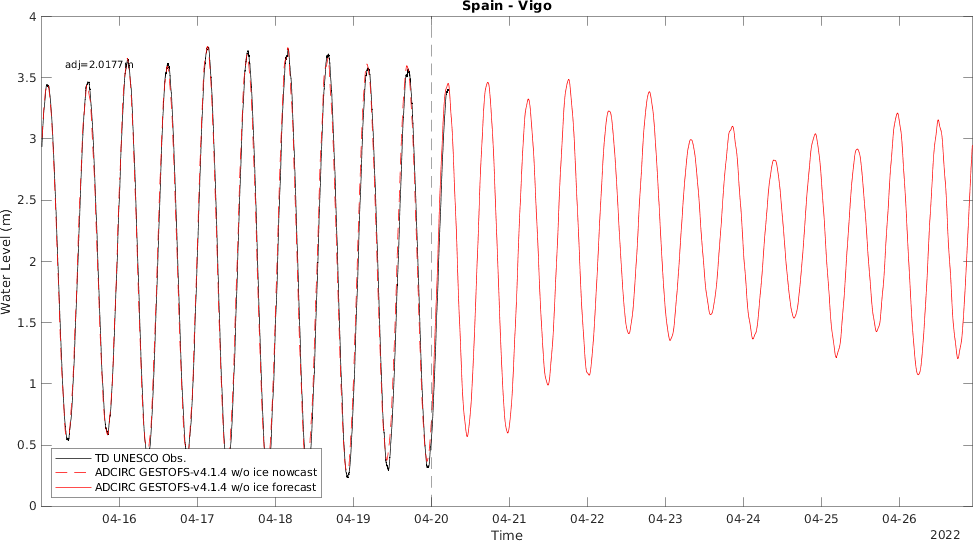 Spain - Vigo
4
3.5
3
2.5
2
1.5
1
0.5
0
Water Level (m)
adj=2.0177 m
TD UNESCO Obs.
ADCIRC GESTOFS-v4.1.4 w/o ice nowcast
ADCIRC GESTOFS-v4.1.4 w/o ice forecast
04-16 04-17 04-18 04-19 04-20 04-21 04-22 04-23 04-24 04-25 04-26
Time
2022